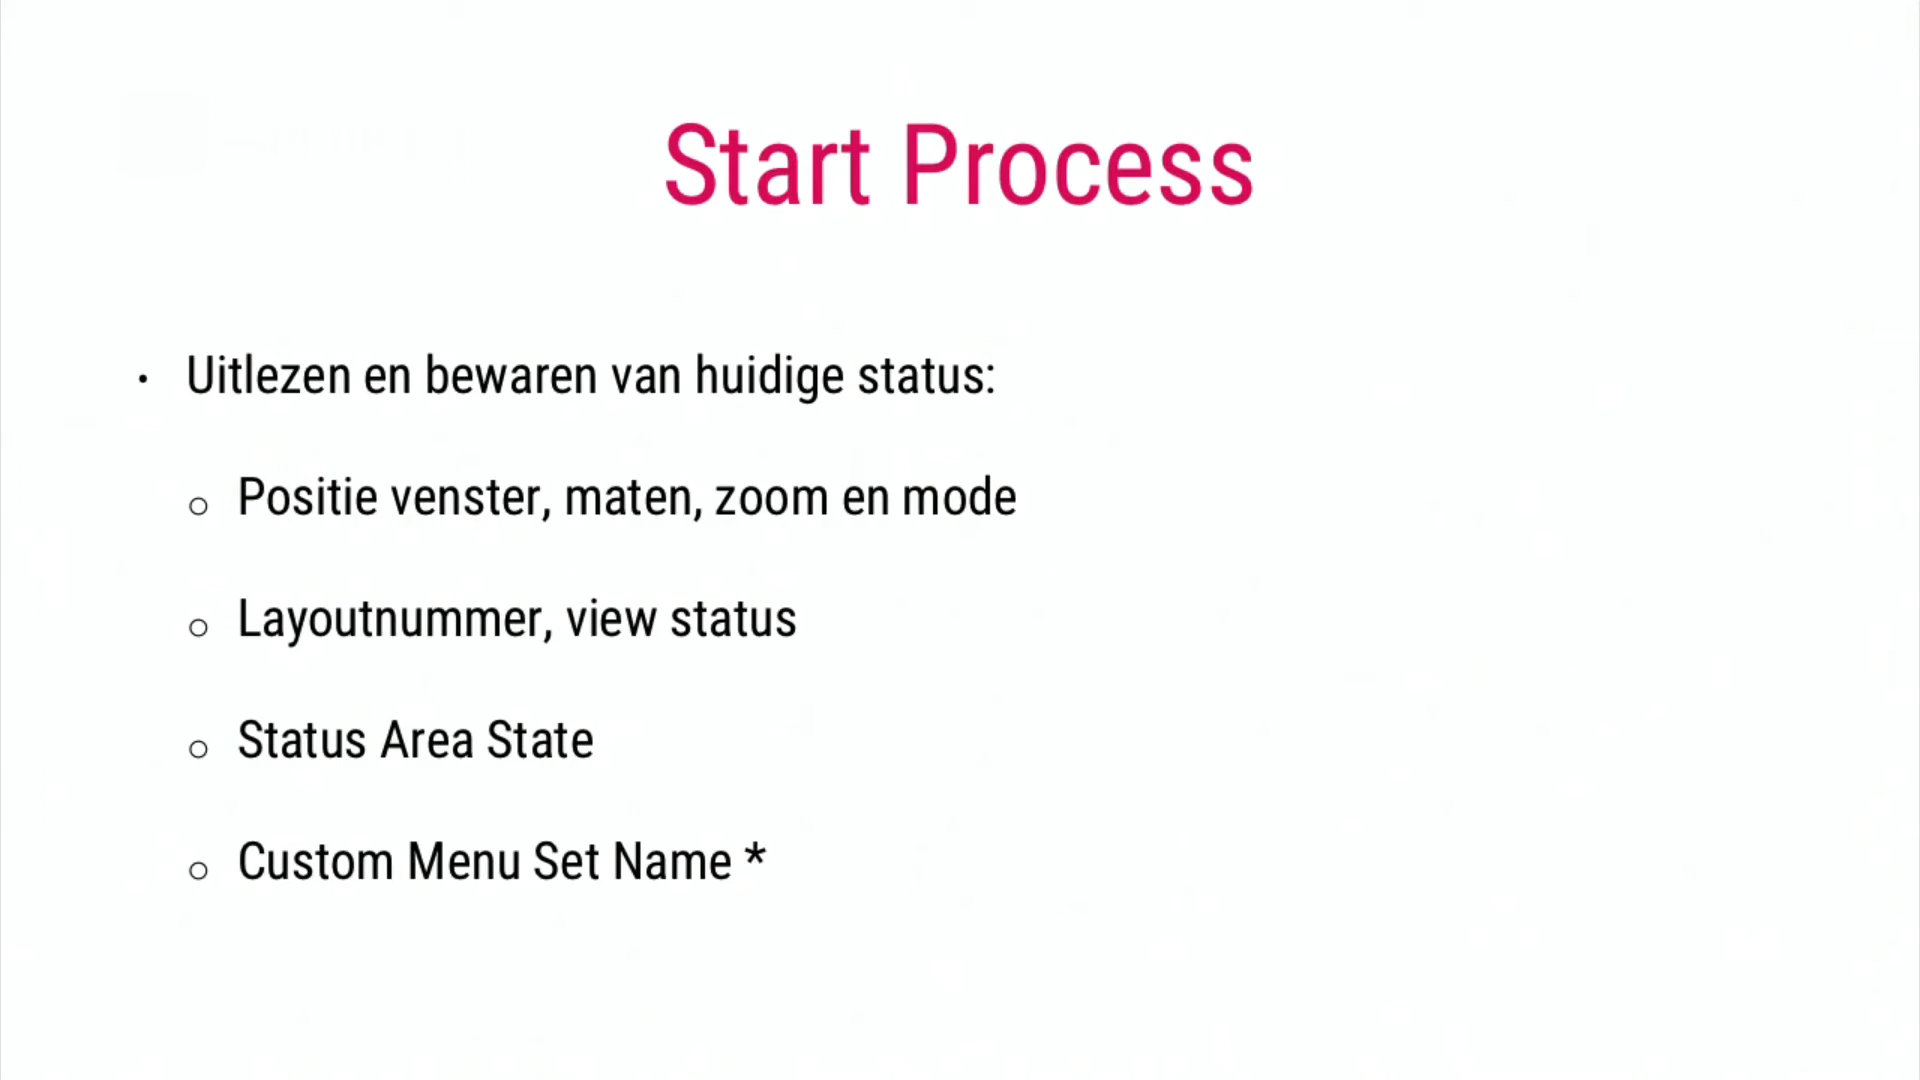 Start Process
• Uitlezen en bewaren van huidige status:
o Positie venster, maten, zoom en mode
o Layoutnummer, view status
o Status Area State
o Custom Menu Set Name *